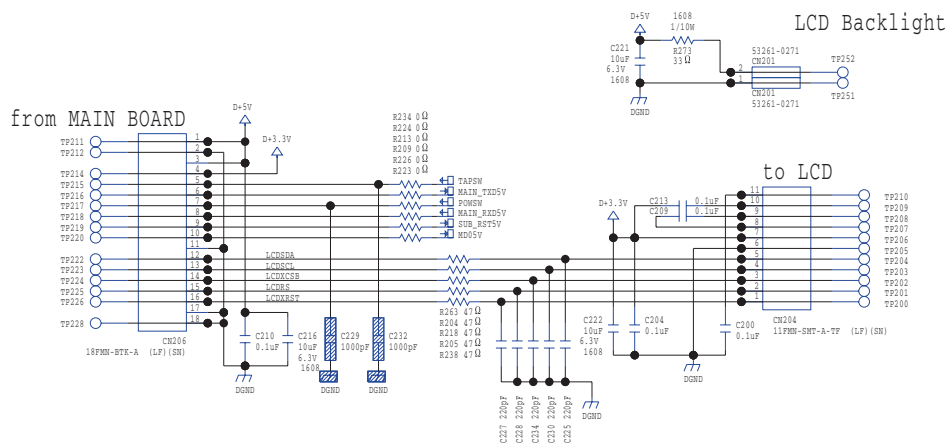 LCD Backlight
D+5V
1608
1/10W
R273
33Ω
C221
10uF
6.3V
1608
DGND
53261-0271
CN201
2
1
CN201
53261-0271
TP252
TP251
from MAIN BOARD
D+5V
D+3.3V
TP211
TP212
TP214
TP215
TP216
TP217
TP218
TP219
TP220
TP222
TP223
TP224
TP225
TP226
TP228
1
2
3
4
5
6
7
8
9
10
11
12
13
14
15
16
17
18
CN206
18FMN-BTK-A (LF)(SN)
R234 0Ω
R224 0Ω
R213 0Ω
R209 0Ω
R226 0Ω
R223 0Ω
TAPSW
MAIN_TXD5V
POWSW
MAIN_RXD5V
SUB_RST5V
MD05V
LCDSDA
LCDSCL
LCDXCSB
LCDRS
LCDXRST
C210
0.1uF
C216
10uF
6.3V
1608
C229
1000pF
C232
1000pF
DGND
DGND
DGND
R263 47Ω
R204 47Ω
R218 47Ω
R205 47Ω
R238 47Ω
C227 220pF
C228 220pF
C234 220pF
C230 220pF
C225 220pF
DGND
to LCD
D+3.3V
C213 0.1uF
C209 0.1uF
C222
10uF
6.3V
1608
C204
0.1uF
C200
0.1uF
DGND
11
10
9
8
7
6
5
4
3
2
1
CN204
11FMN-SMT-A-TF (LF)(SN)
TP210
TP209
TP208
TP207
TP206
TP205
TP204
TP203
TP202
TP201
TP200